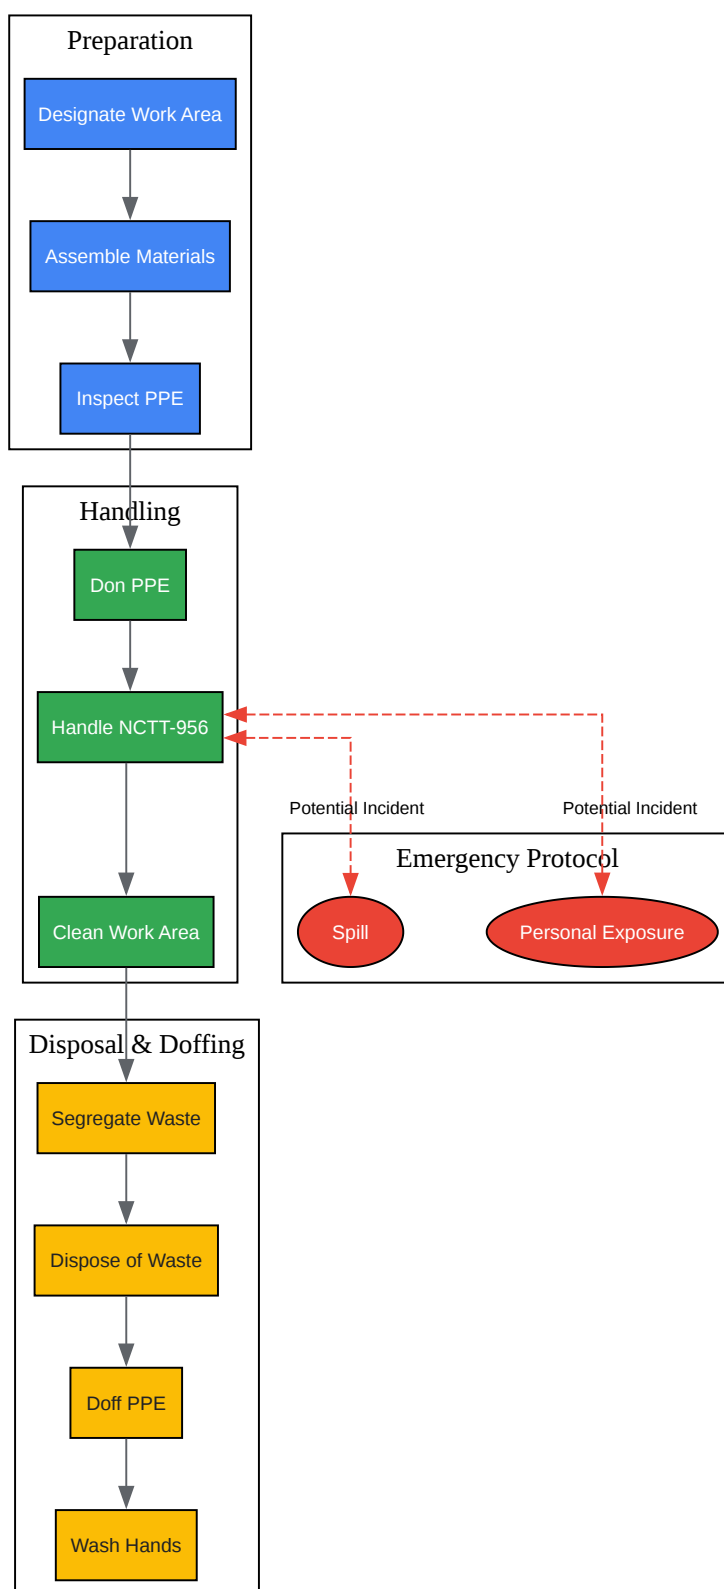 Preparation
Designate Work Area
Assemble Materials
Inspect PPE
Handling
Don PPE
Handle NCTT-956
Potential Incident
Potential Incident
Emergency Protocol
Clean Work Area
Spill
Personal Exposure
Disposal & Doffing
Segregate Waste
Dispose of Waste
Doff PPE
Wash Hands